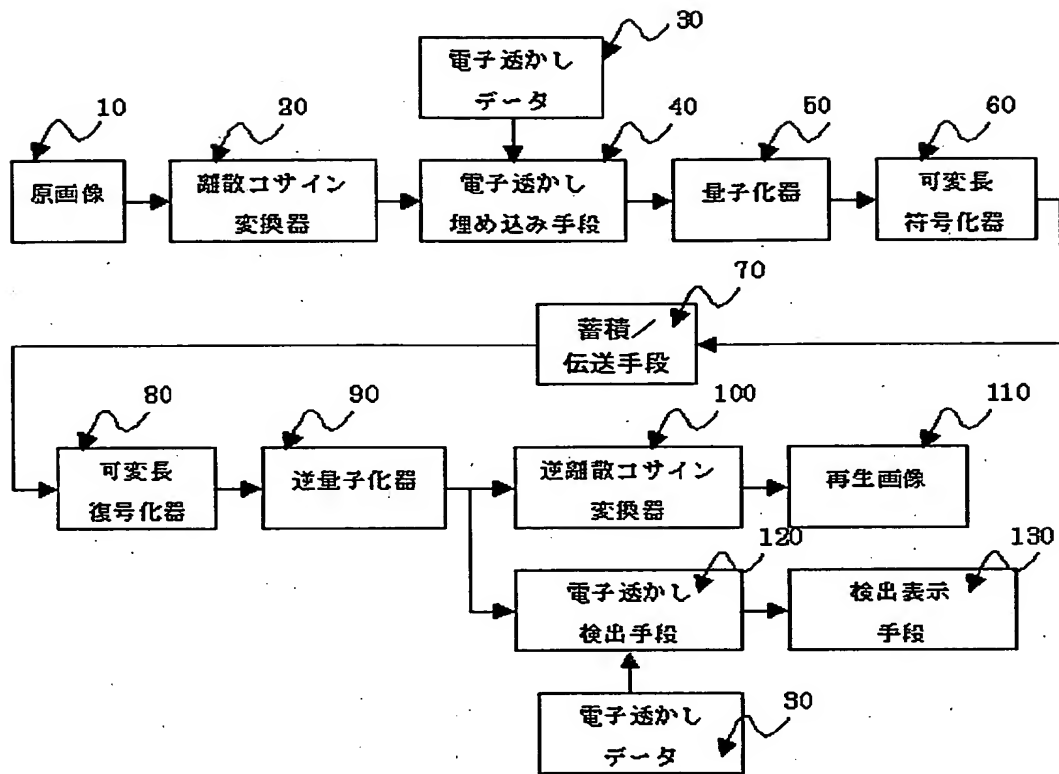 30
電子透かし
データ
10
20
40
50
60
原画像
離散コサイン
変換器
電子透かし
埋め込み手段
量子化器
可変長
符号化器
70
蓄積／
伝送手段
80
90
100
110
可変長
復号化器
逆量子化器
逆離散コサイン
変換器
再生画像
120
130
電子透かし
検出手段
検出表示
手段
30
電子透かし
データ